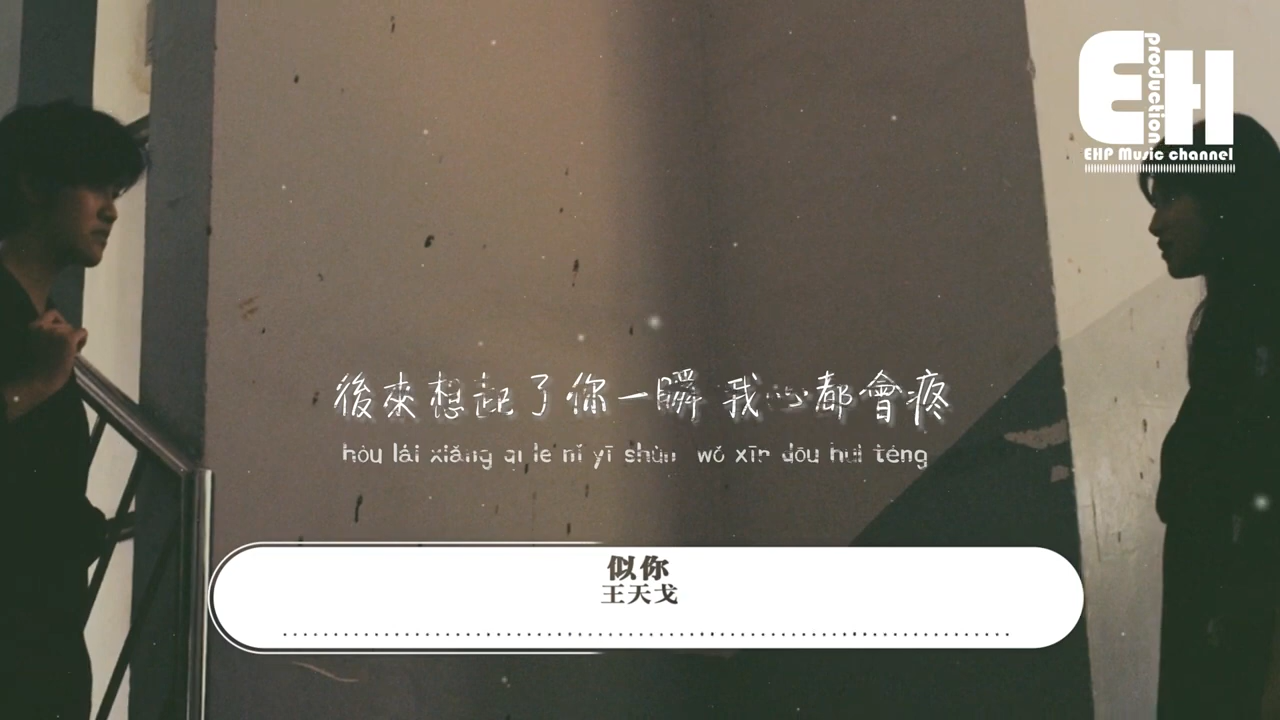 EH
production
EHP Music channel
後來想起了你一瞬 我心都會疼
hòu lái xiǎng qǐ le nǐ yī shùn wǒ xīn dōu huì téng
似你
王天戈